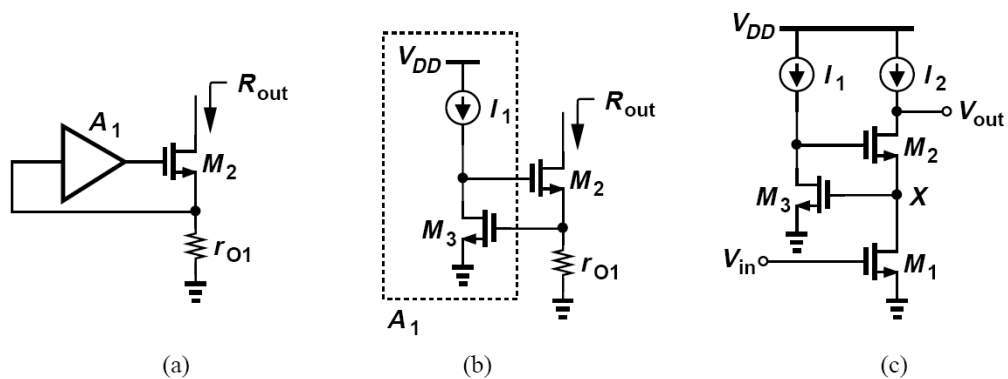 A1
Rout
M2
rO1
(a)
VDD
I1
Rout
M2
M3
rO1
A1
(b)
VDD
I1
I2
Vout
M2
M3
X
Vin
M1
(c)